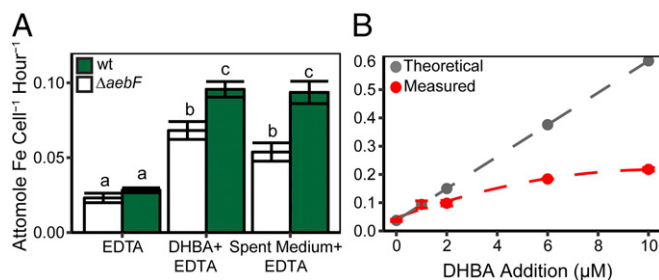 A
Attomole Fe Cell⁻¹ Hour⁻¹
0.10
0.05
0.00
wt
ΔaebF
a
a
b
c
b
c
EDTA
DHBA+
EDTA
Spent Medium+
EDTA
B
0.6
0.5
0.4
0.3
0.2
0.1
0.0
Theoretical
Measured
0
2
6
10
DHBA Addition (μM)